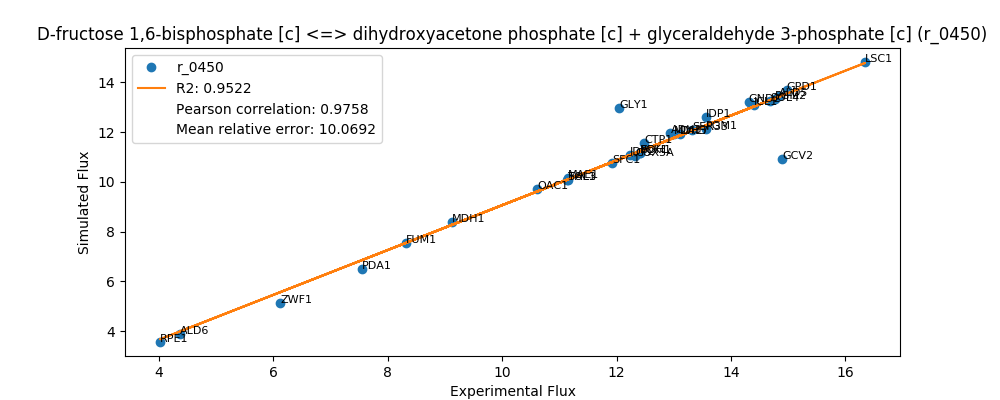 D-fructose 1,6-bisphosphate [c] <=> dihydroxyacetone phosphate [c] + glyceraldehyde 3-phosphate [c] (r_0450)
r_0450
R2: 0.9522
Pearson correlation: 0.9758
Mean relative error: 10.0692
LSC1
GPD1
GLY1
IDP1
CTP1
GCV2
SFC1
OAC1
MDH1
FUM1
PDA1
ZWF1
ALD6
RPE1
14
12
10
8
6
4
Simulated Flux
4
6
8
10
12
14
16
Experimental Flux